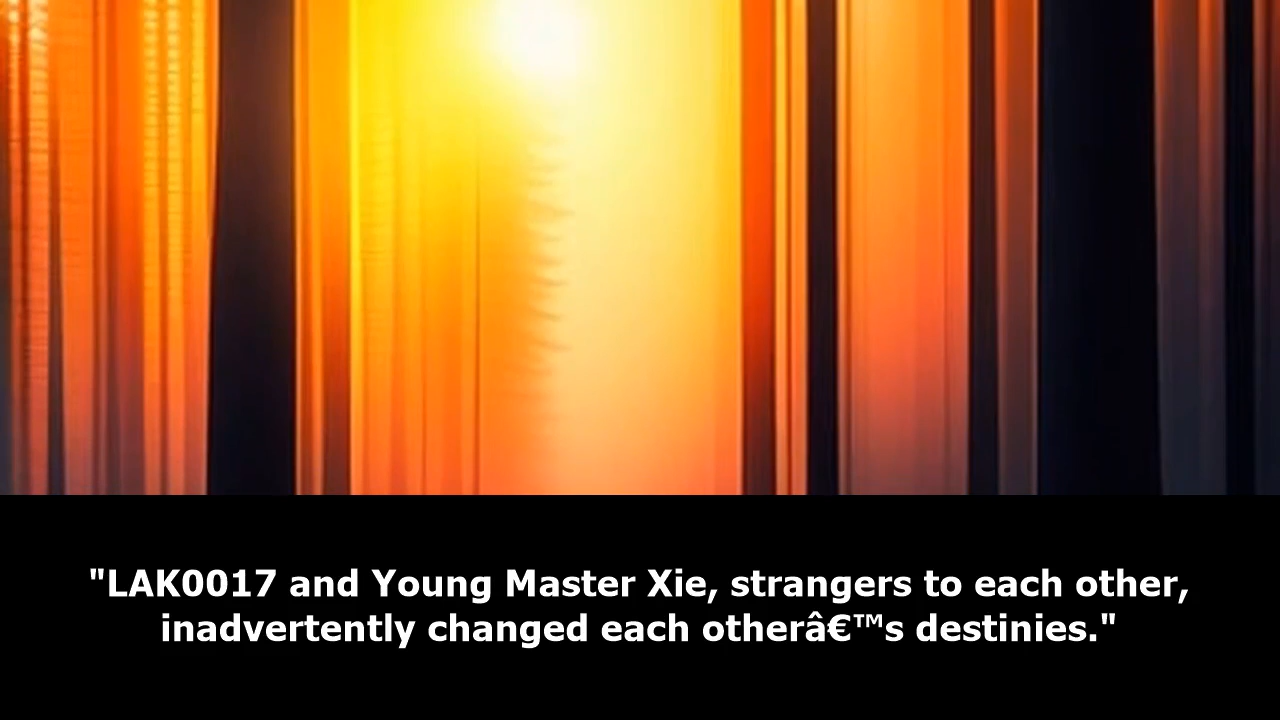 "LAK0017 and Young Master Xie, strangers to each other,
inadvertently changed each otherâ€™s destinies."